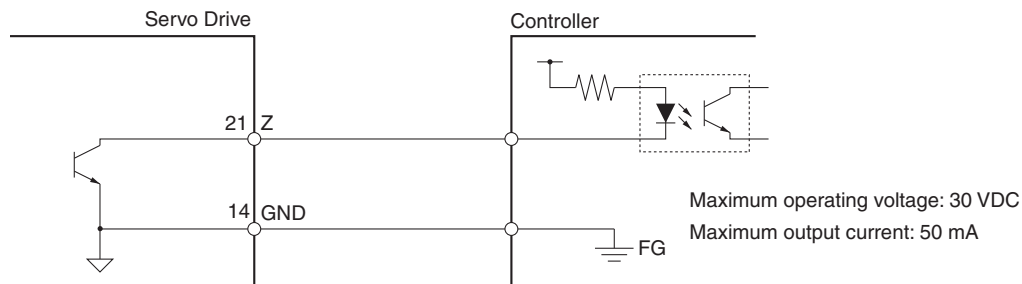 Servo Drive
Controller
21 Z
14 GND
FG
Maximum operating voltage: 30 VDC
Maximum output current: 50 mA